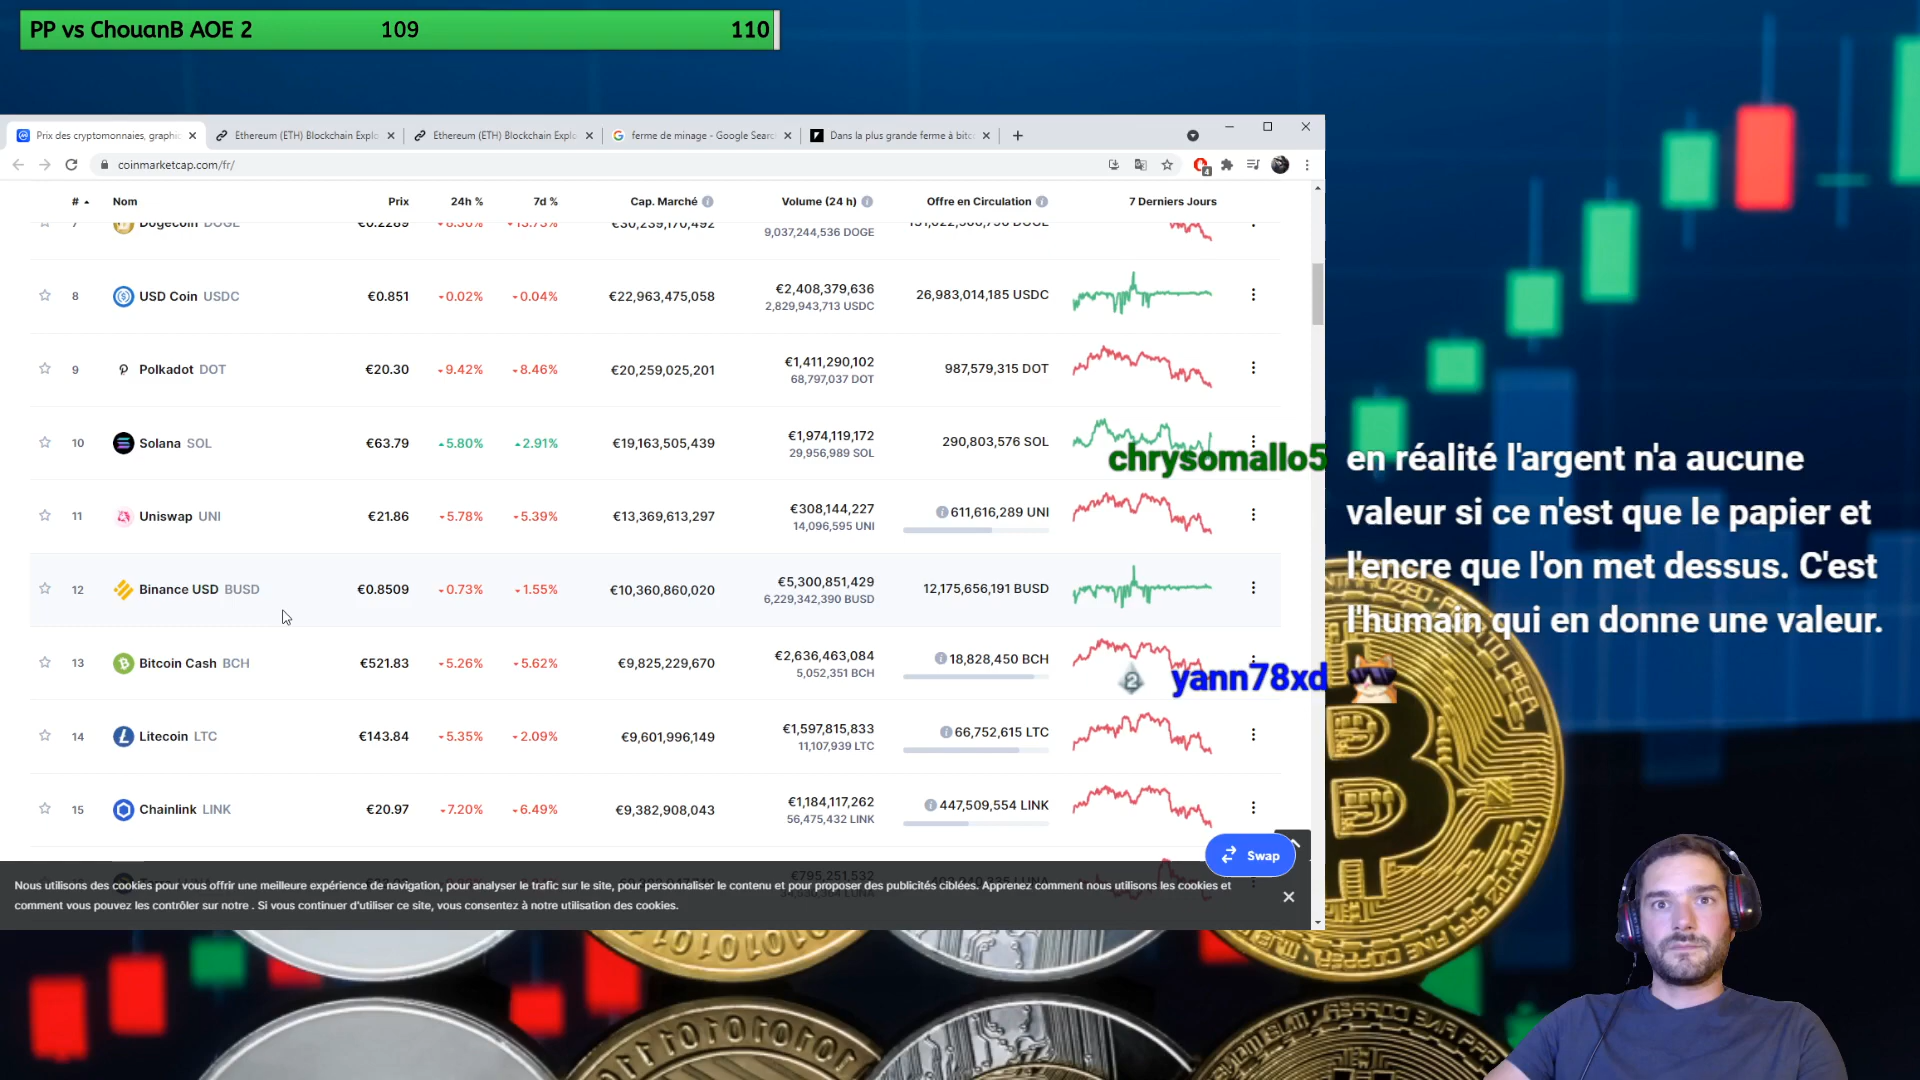 PP vs ChouanB AOE 2 109 110
Prix des cryptomonnaies, graphic
Ethereum (ETH) Blockchain Explo
Ethereum (ETH) Blockchain Explo
ferme de minage - Google Searc
Dans la plus grande ferme à bitc
coinmarketcap.com/fr/
4
# Nom Prix 24h % 7d % Cap. Marché Volume (24 h) Offre en Circulation 7 Derniers Jours
7 Dogecoin DOGE €0.2289
9,037,244,536 DOGE
8 USD Coin USDC €0.851 0.02% 0.04% €22,963,475,058 €2,408,379,636 26,983,014,185 USDC
2,829,943,713 USDC
9 Polkadot DOT €20.30 9.42% 8.46% €20,259,025,201 €1,411,290,102 987,579,315 DOT
68,797,037 DOT
10 Solana SOL €63.79 5.80% 2.91% €19,163,505,439 €1,974,119,172 290,803,576 SOL
29,956,989 SOL
11 Uniswap UNI €21.86 5.78% 5.39% €13,369,613,297 €308,144,227 611,616,289 UNI
14,096,595 UNI
12 Binance USD BUSD €0.8509 0.73% 1.55% €10,360,860,020 €5,300,851,429 12,175,656,191 BUSD
6,229,342,390 BUSD
13 Bitcoin Cash BCH €521.83 5.26% 5.62% €9,825,229,670 €2,636,463,084 18,828,450 BCH
5,052,351 BCH
14 Litecoin LTC €143.84 5.35% 2.09% €9,601,996,149 €1,597,815,833 66,752,615 LTC
11,107,939 LTC
15 Chainlink LINK €20.97 7.20% 6.49% €9,382,908,043 €1,184,117,262 447,509,554 LINK
56,475,432 LINK
€795,251,532
Swap
Nous utilisons des cookies pour vous offrir une meilleure expérience de navigation, pour analyser le trafic sur le site, pour personnaliser le contenu et pour proposer des publicités ciblées. Apprenez comment nous utilisons les cookies et
comment vous pouvez les contrôler sur notre . Si vous continuer d'utiliser ce site, vous consentez à notre utilisation des cookies.
chrysomallo5 en réalité l'argent n'a aucune
valeur si ce n'est que le papier et
l'encre que l'on met dessus. C'est
l'humain qui en donne une valeur.
2 yann78xd